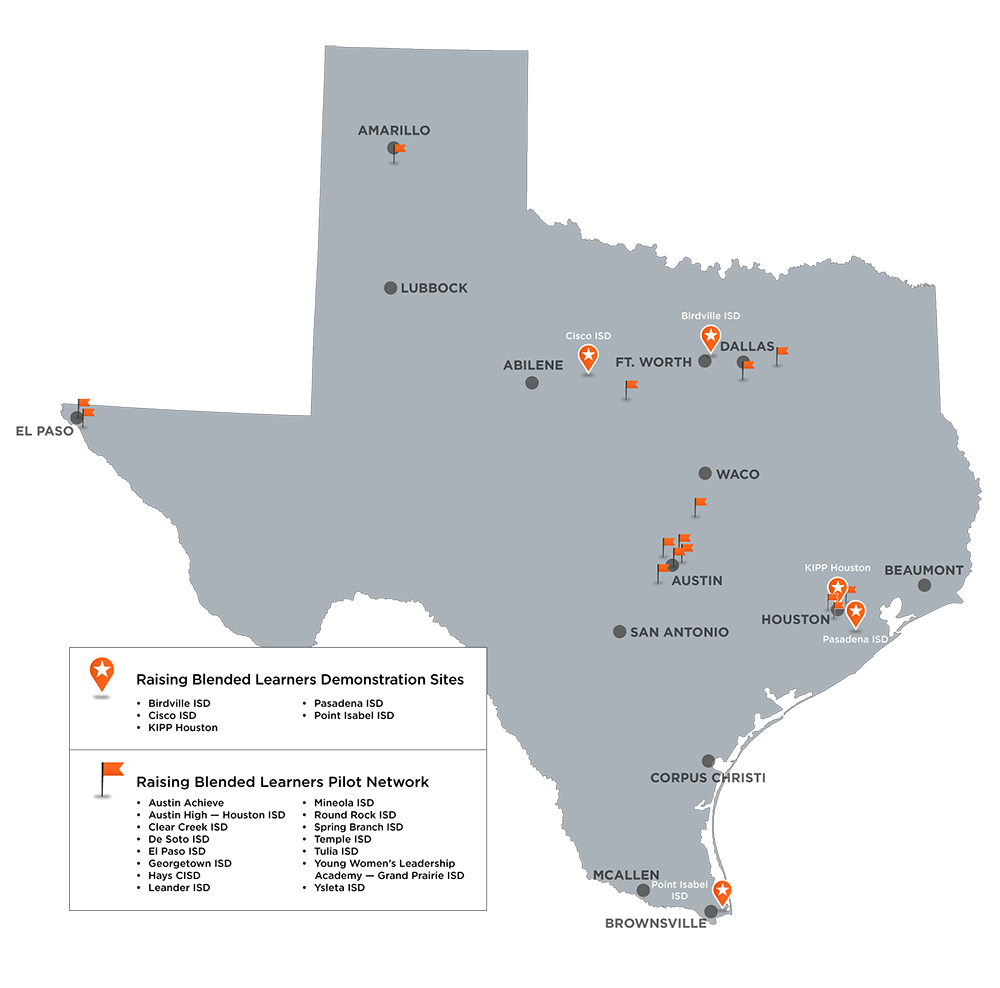 AMARILLO
LUBBOCK
Birdville ISD
Cisco ISD
DALLAS
ABILENE
FT. WORTH
EL PASO
WACO
KIPP Houston
BEAUMONT
AUSTIN
HOUSTON
SAN ANTONIO
Pasadena ISD
Raising Blended Learners Demonstration Sites
• Birdville ISD
• Cisco ISD
• KIPP Houston
• Pasadena ISD
• Point Isabel ISD
CORPUS CHRISTI
Raising Blended Learners Pilot Network
• Austin Achieve
• Austin High — Houston ISD
• Clear Creek ISD
• De Soto ISD
• El Paso ISD
• Georgetown ISD
• Hays CISD
• Leander ISD
• Mineola ISD
• Round Rock ISD
• Spring Branch ISD
• Temple ISD
• Tulia ISD
• Young Women's Leadership
Academy — Grand Prairie ISD
• Ysleta ISD
MCALLEN
Point Isabel
ISD
BROWNSVILLE